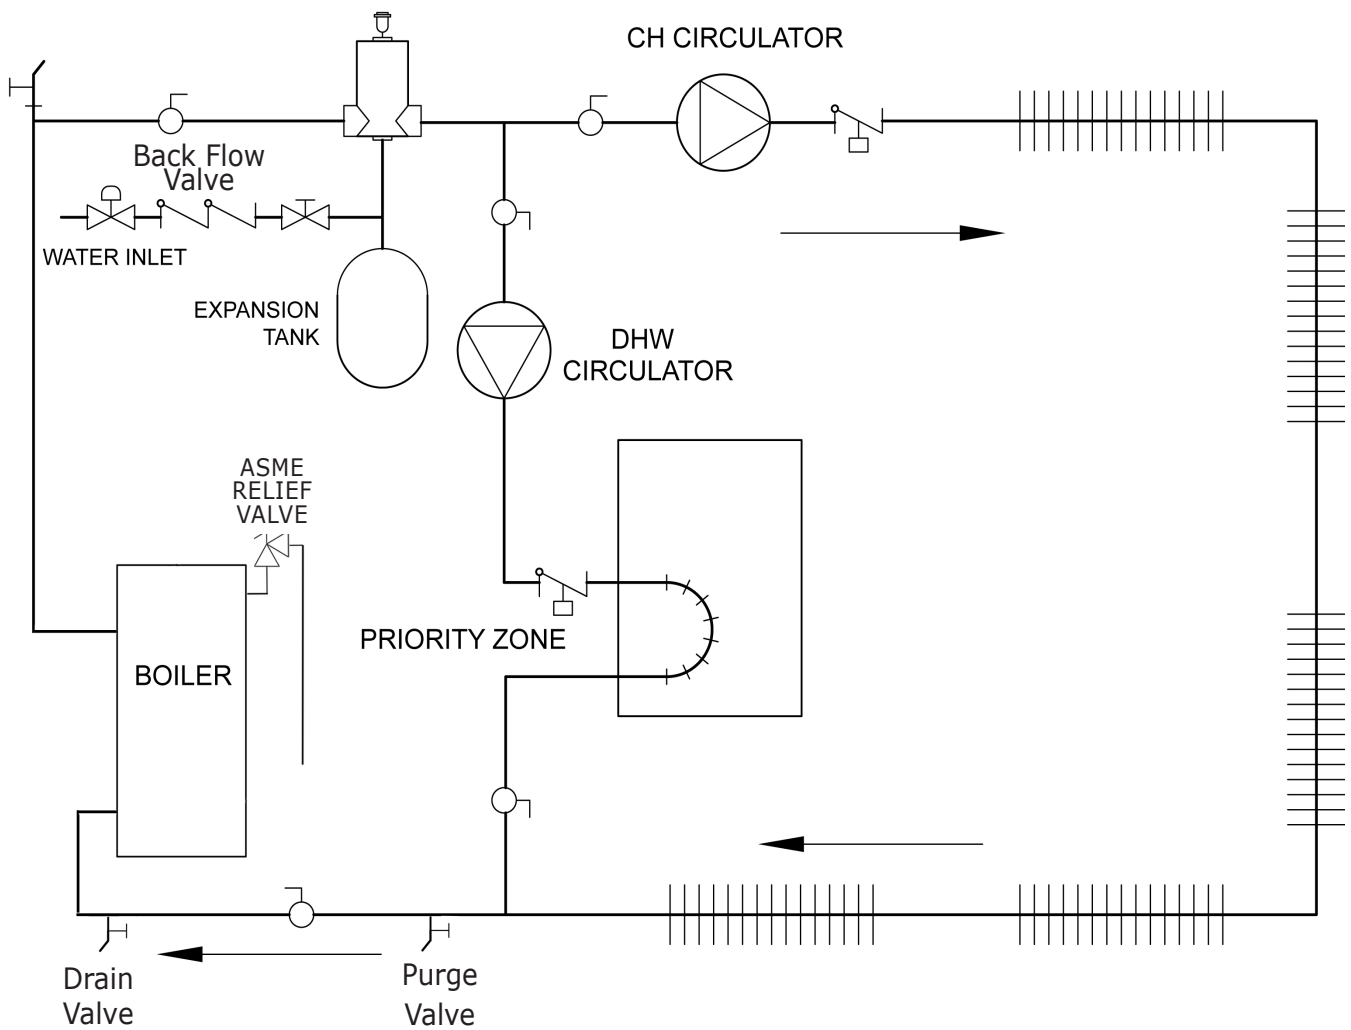 CH CIRCULATOR
Back Flow
Valve
WATER INLET
EXPANSION
TANK
DHW
CIRCULATOR
ASME
RELIEF
VALVE
PRIORITY ZONE
BOILER
Drain
Valve
Purge
Valve